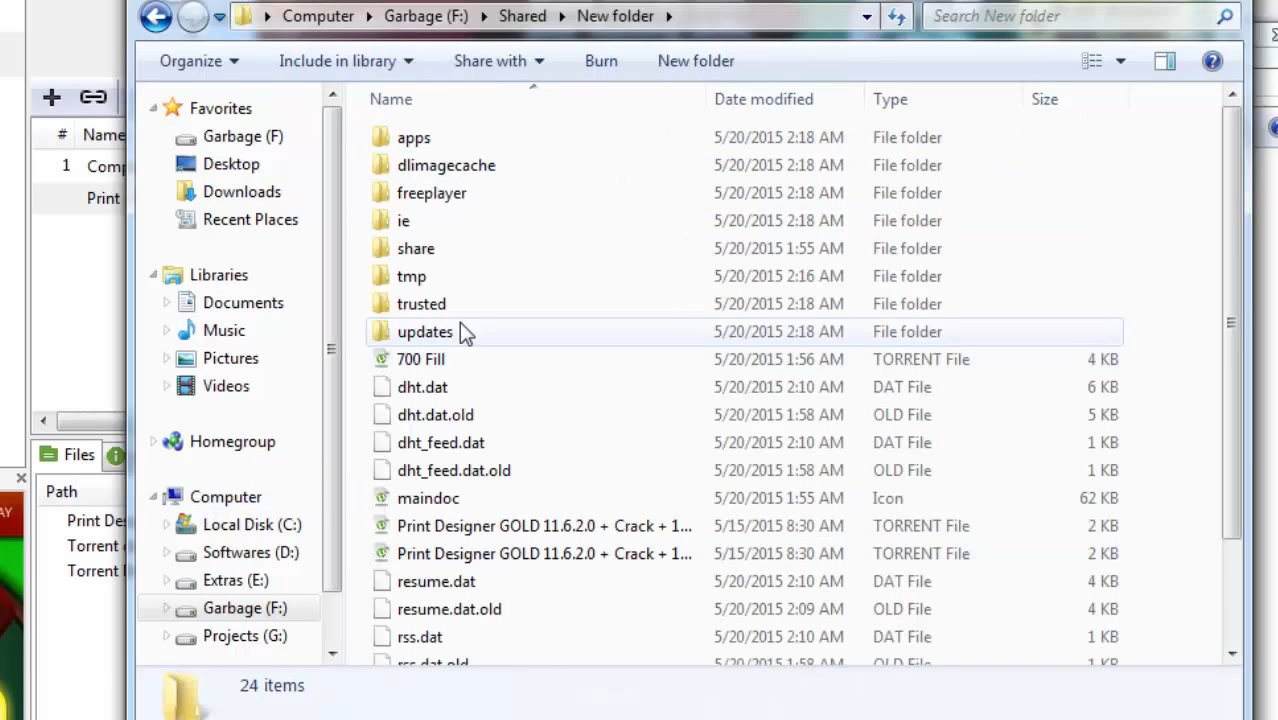 Computer Garbage (F:) Shared New folder
Search New folder
Organize Include in library Share with Burn New folder
# Name
1
Print
Files
Path
Torrent
Torrent
Favorites
Garbage (F)
Desktop
Downloads
Recent Places
Libraries
Documents
Music
Pictures
Videos
Homegroup
Computer
Local Disk (C:)
Softwares (D:)
Extras (E:)
Garbage (F:)
Projects (G:)
Name Date modified Type Size
apps 5/20/2015 2:18 AM File folder
dlimagecache 5/20/2015 2:18 AM File folder
freeplayer 5/20/2015 2:18 AM File folder
ie 5/20/2015 2:18 AM File folder
share 5/20/2015 1:55 AM File folder
tmp 5/20/2015 2:16 AM File folder
trusted 5/20/2015 2:18 AM File folder
updates 5/20/2015 2:18 AM File folder
700 Fill 5/20/2015 1:56 AM TORRENT File 4 KB
dht.dat 5/20/2015 2:10 AM DAT File 6 KB
dht.dat.old 5/20/2015 1:58 AM OLD File 5 KB
dht_feed.dat 5/20/2015 2:10 AM DAT File 1 KB
dht_feed.dat.old 5/20/2015 1:58 AM OLD File 1 KB
maindoc 5/20/2015 1:55 AM Icon 62 KB
Print Designer GOLD 11.6.2.0 + Crack + 1... 5/15/2015 8:30 AM TORRENT File 2 KB
Print Designer GOLD 11.6.2.0 + Crack + 1... 5/15/2015 8:30 AM TORRENT File 2 KB
resume.dat 5/20/2015 2:10 AM DAT File 4 KB
resume.dat.old 5/20/2015 2:09 AM OLD File 4 KB
rss.dat 5/20/2015 2:10 AM DAT File 1 KB
rss.dat.old 5/20/2015 1:58 AM OLD File 1 KB
24 items